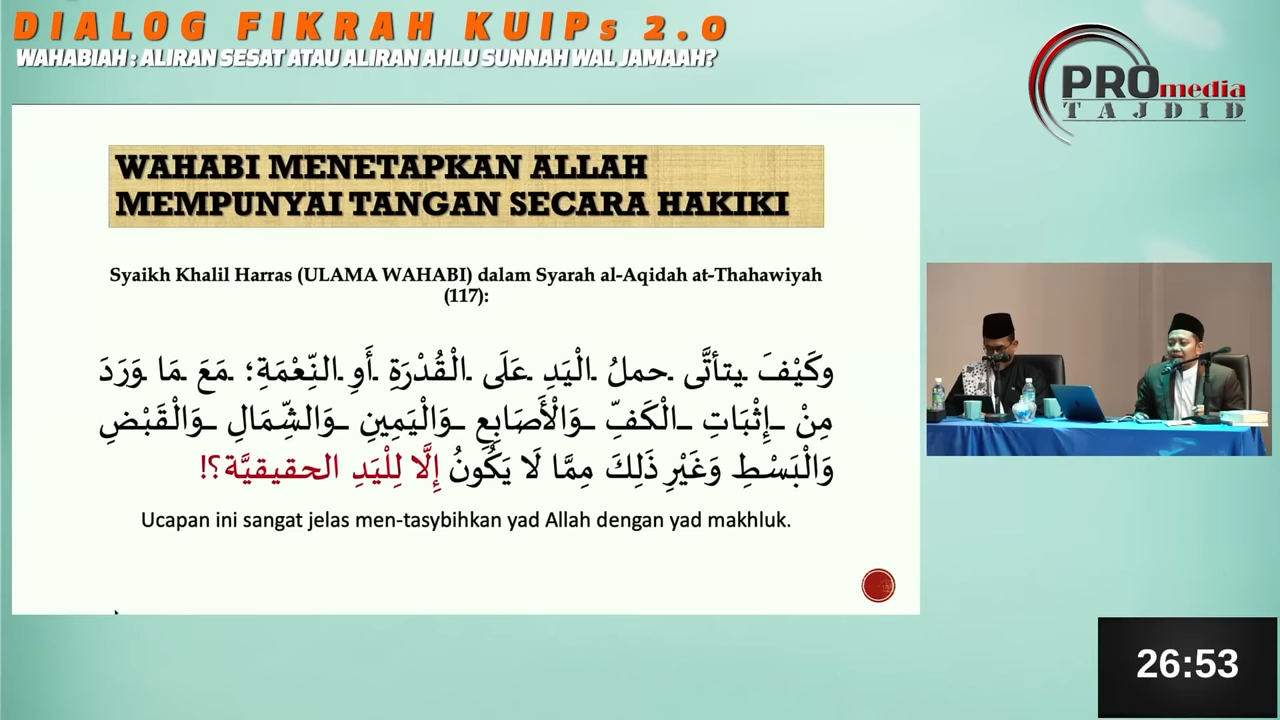 DIALOG FIKRAH KUIPs 2.0
WAHABIAH : ALIRAN SESAT ATAU ALIRAN AHLU SUNNAH WAL JAMAAH?
PROmedia
TAJDID
WAHABI MENETAPKAN ALLAH
MEMPUNYAI TANGAN SECARA HAKIKI
Syaikh Khalil Harras (ULAMA WAHABI) dalam Syarah al-Aqidah at-Thahawiyah
(117):
وكَيْفَ يتأتَّى حملُ الْيَدِ عَلَى الْقُدْرَةِ أَوِ النِّعْمَةِ؛ مَعَ مَا وَرَدَ
مِنْ إِثْبَاتِ الْكَفِّ وَالْأَصَابِعِ وَالْيَمِينِ وَالشِّمَالِ وَالْقَبْضِ
وَالْبَسْطِ وَغَيْرِ ذَلِكَ مِمَّا لَا يَكُونُ إِلَّا لِلْيَدِ الحقيقيَّة؟!
Ucapan ini sangat jelas men-tasybihkan yad Allah dengan yad makhluk.
26:53